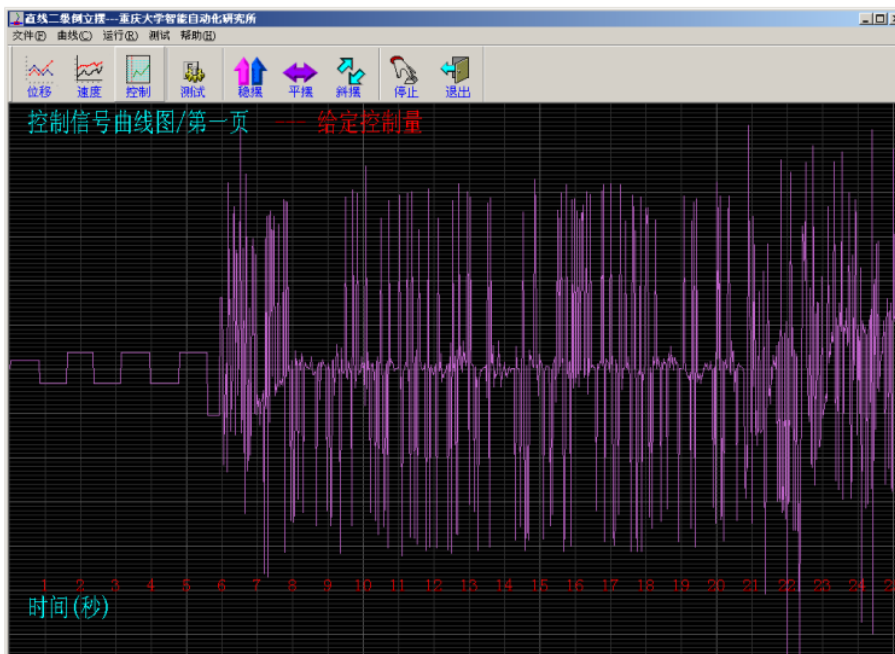 直线二级倒立摆---重庆大学智能自动化研究所
文件(F) 曲线(C) 运行(R) 测试 帮助(H)
位移 速度 控制 测试 稳摆 平摆 斜摆 停止 退出
控制信号曲线图/第一页 --- 给定控制量
1 2 3 4 5 6 7 8 9 10 11 12 13 14 15 16 17 18 19 20 21 22 23 24
时间(秒)